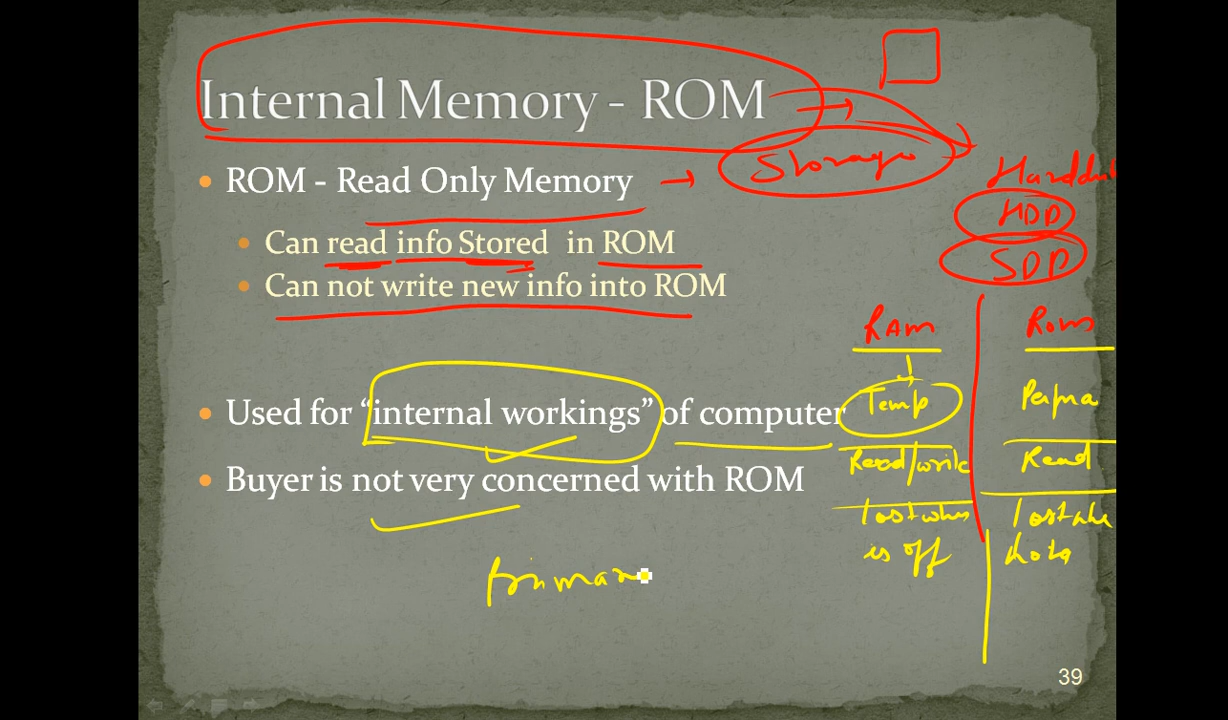 Internal Memory - ROM
• ROM - Read Only Memory → Storage
Harddisk
HDD
• Can read info Stored in ROM
SDD
• Can not write new info into ROM
RAM Rom
• Used for “internal workings” of computer
Temp
Read/write Read
• Buyer is not very concerned with ROM
lost when
is off
39